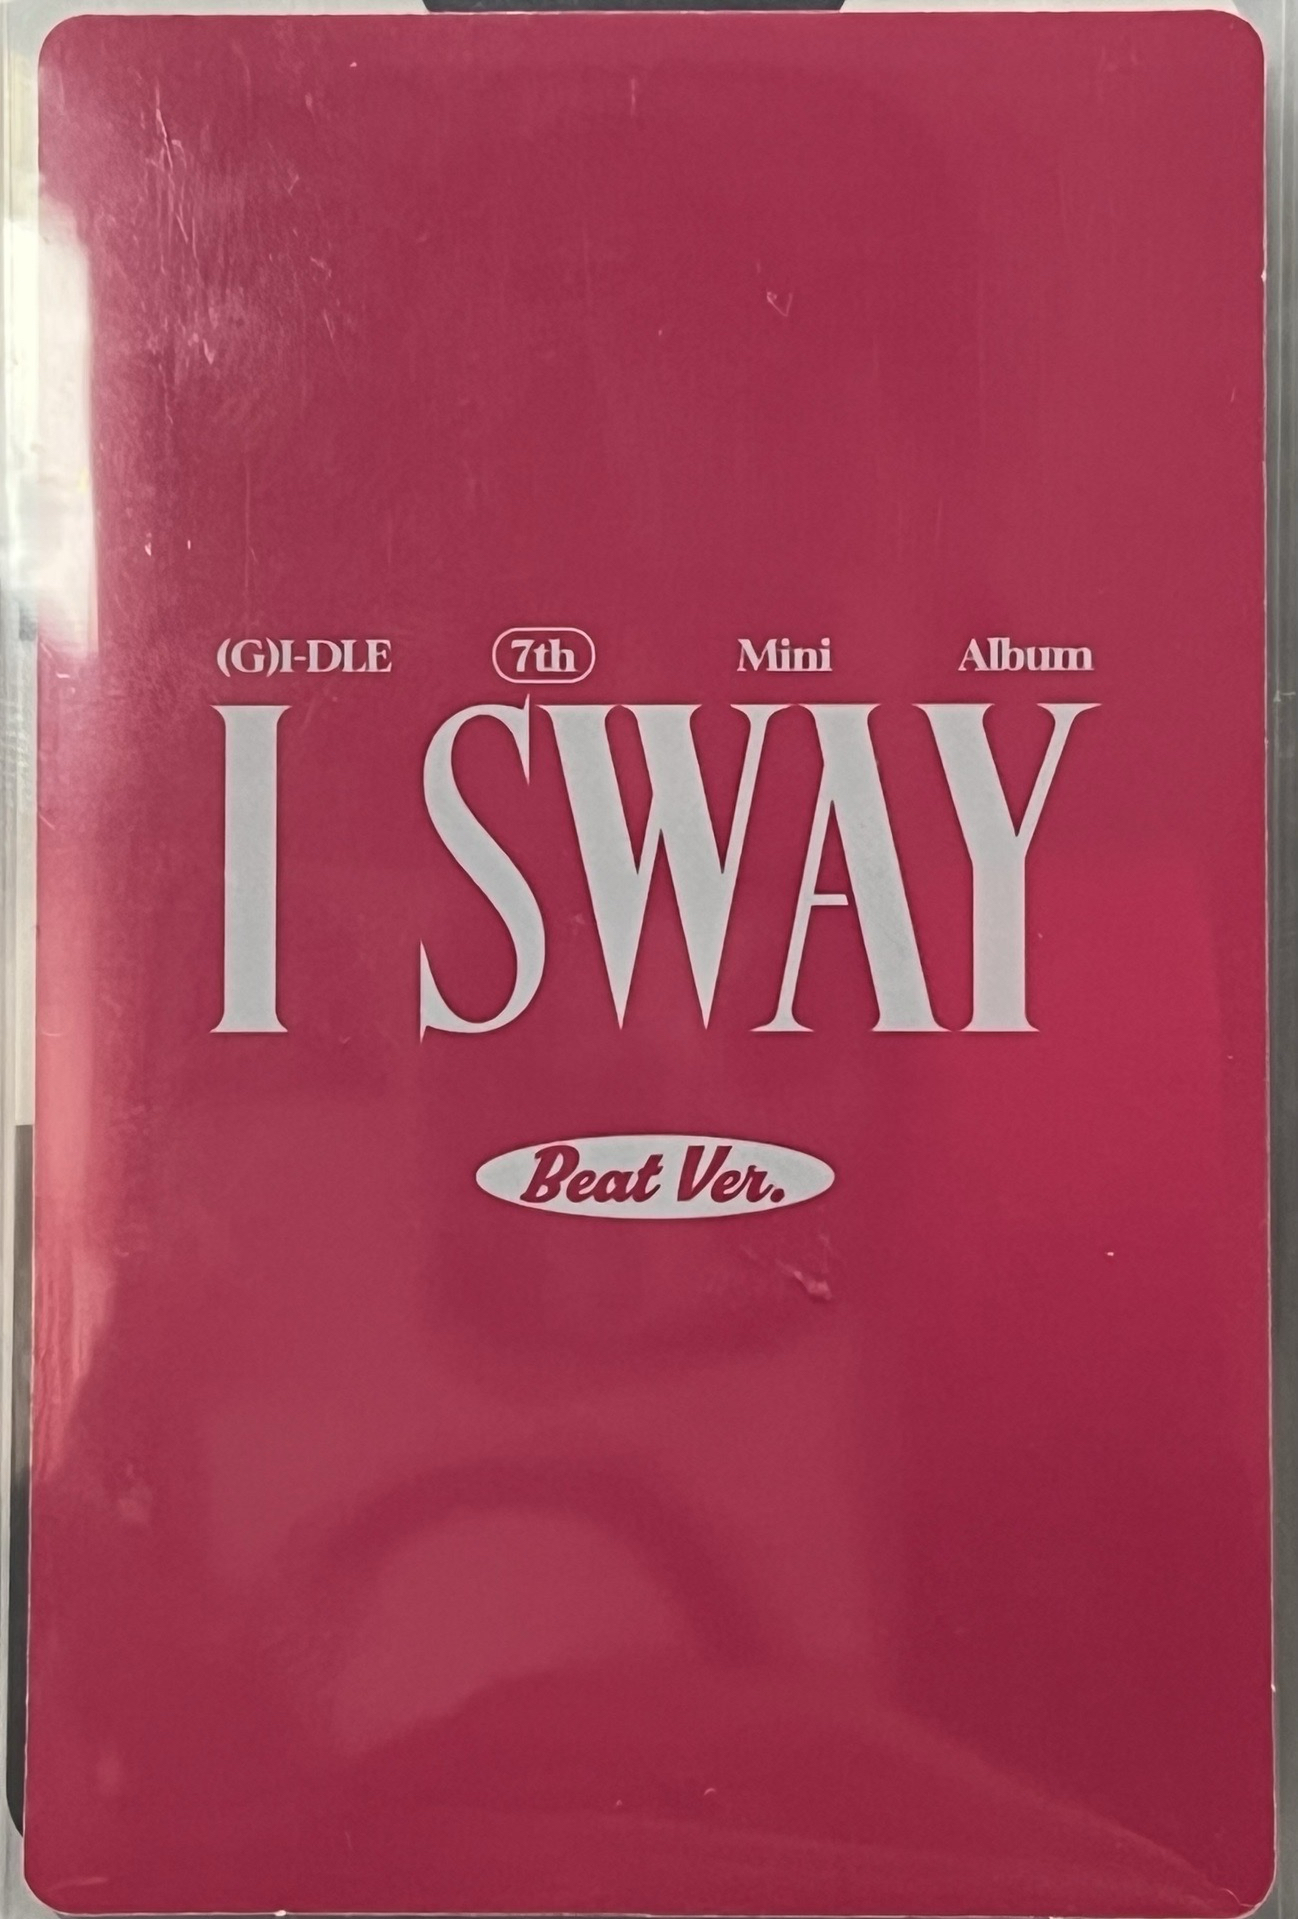 (G)I-DLE 7th Mini Album
I SWAY
Beat Ver.